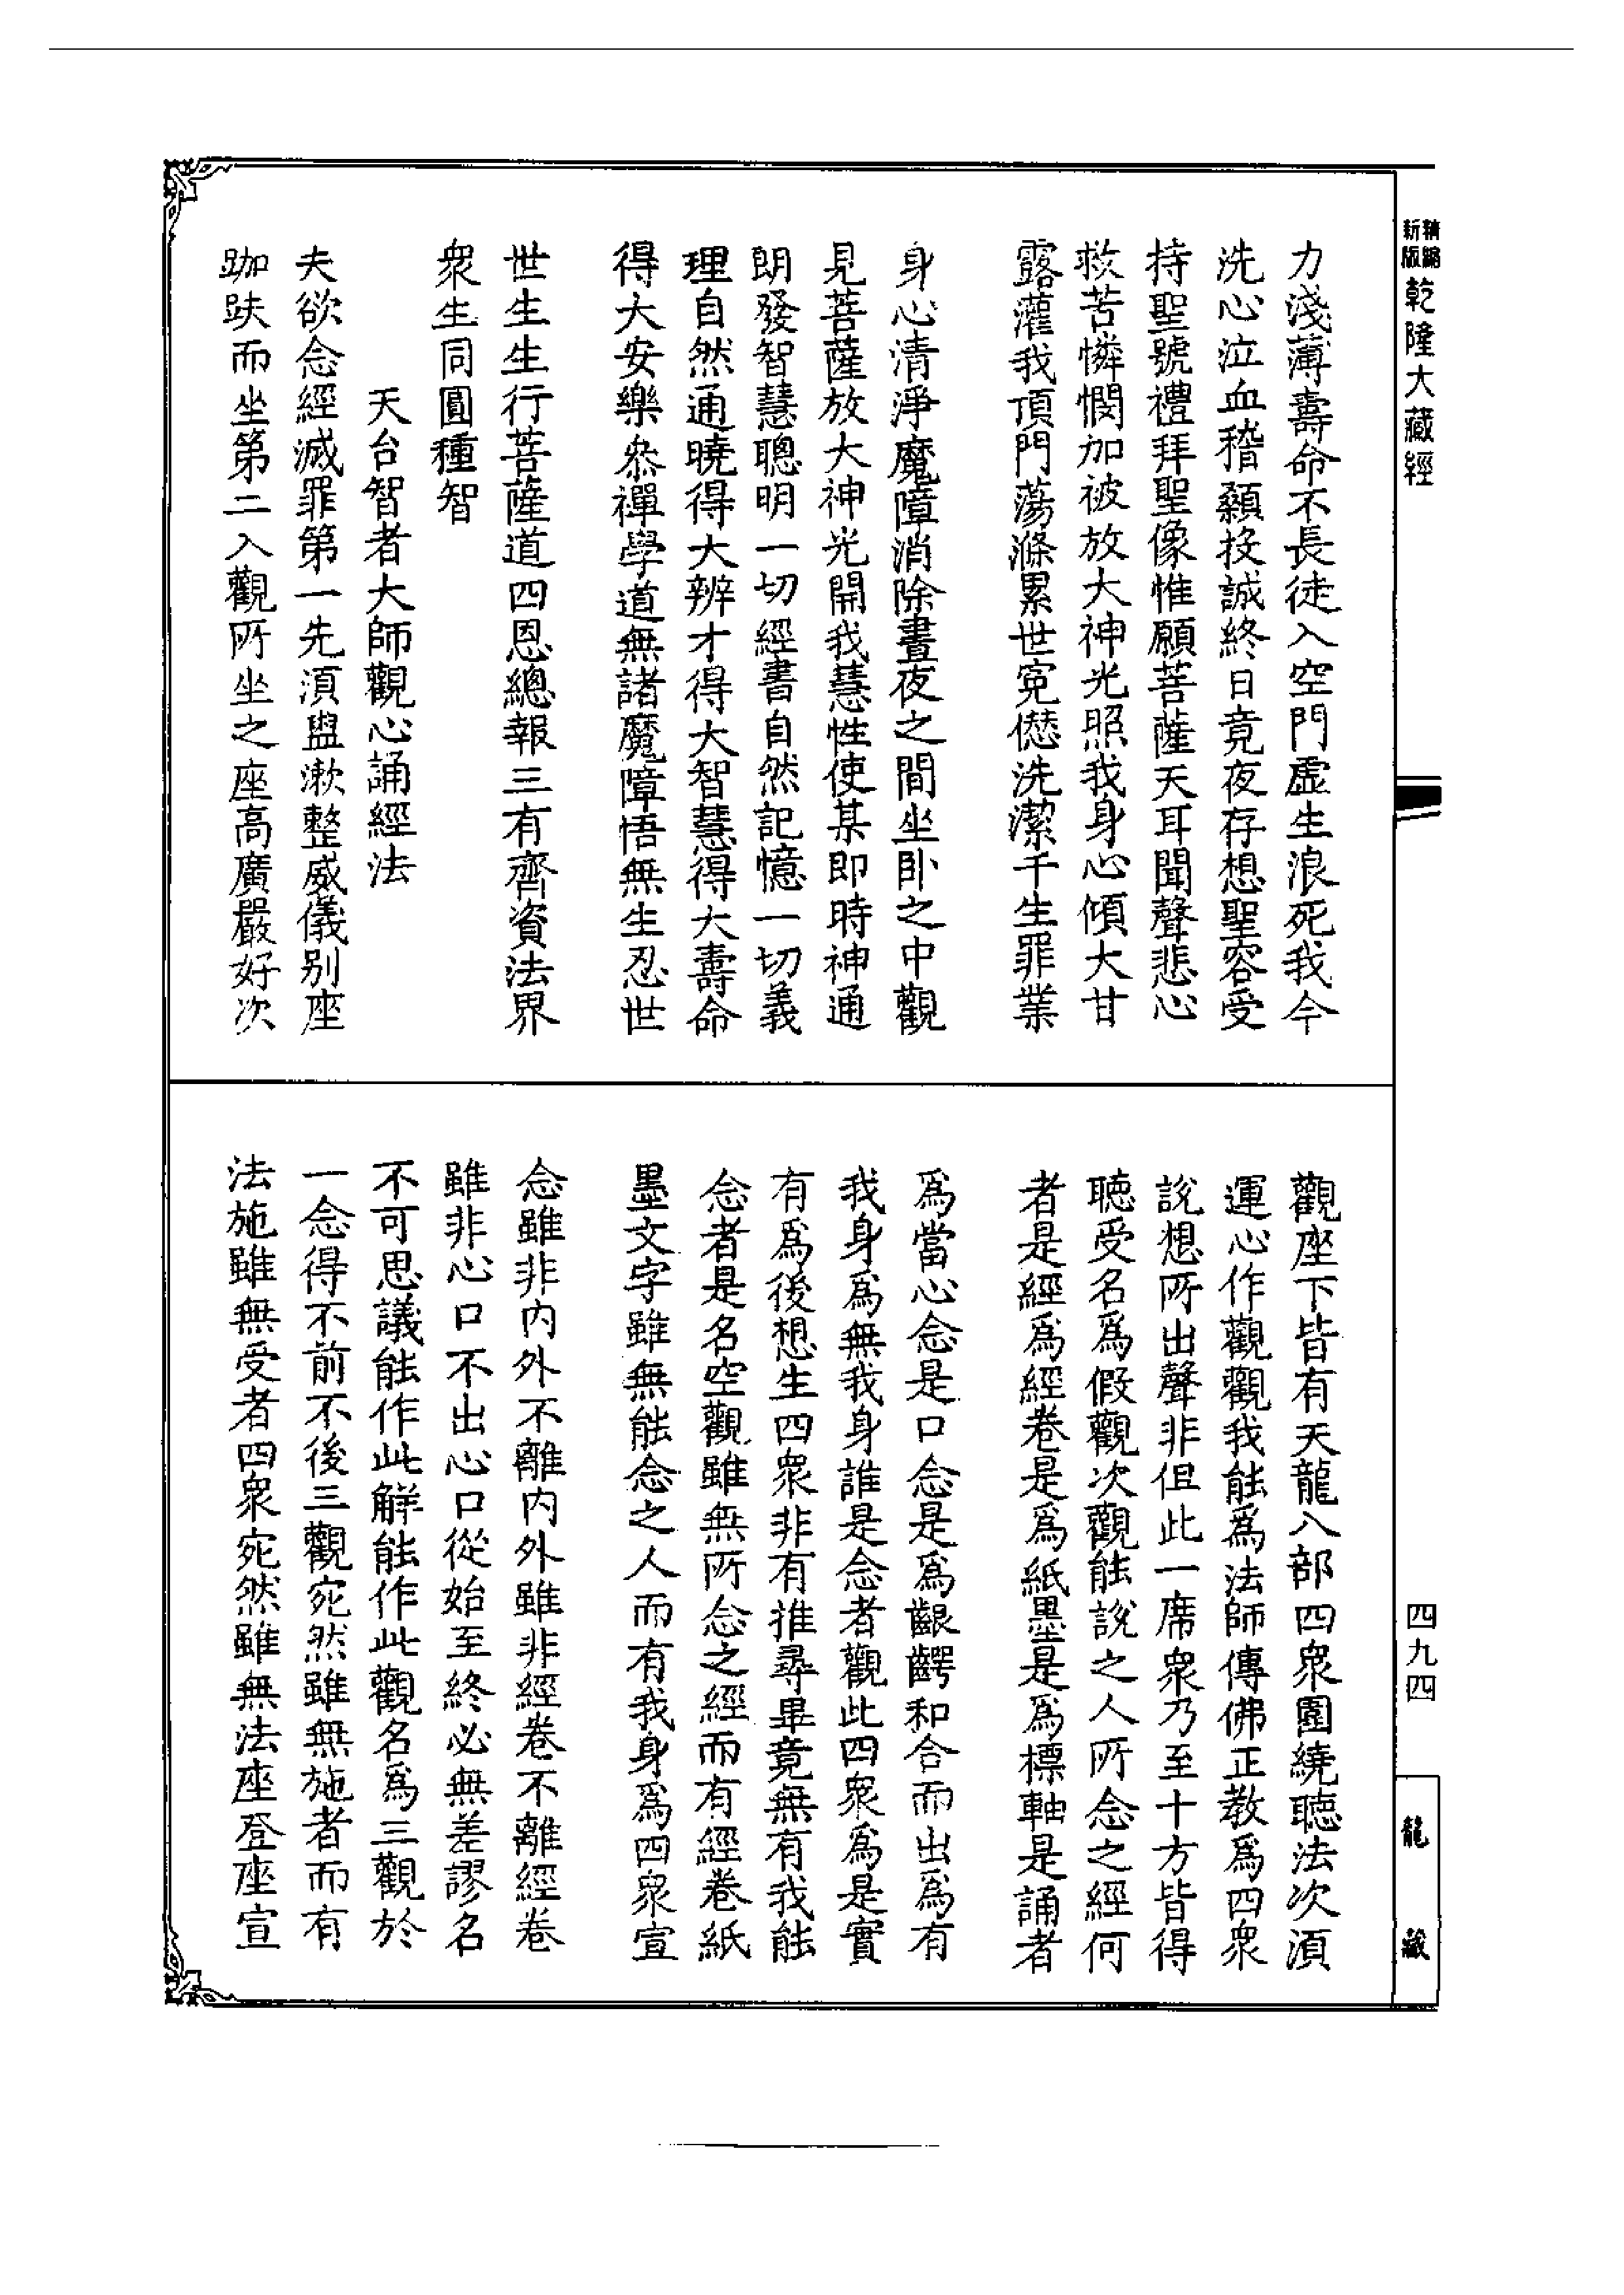 新版精縮乾隆大藏經
力淺薄壽命不長徒入空門虛生浪死我今
洗心泣血稽顙投誠終日竟夜存想聖容受
持聖號禮拜聖像惟願菩薩天耳聞聲悲心
救苦憐憫加被放大神光照我身心傾大甘
露灌我頂門蕩滌累世寃愆洗潔千生罪業
身心清淨魔障消除晝夜之間坐卧之中觀
見菩薩放大神光開我慧性使某即時神通
朗發智慧聰明一切經書自然記憶一切義
理自然通曉得大辨才得大智慧得大壽命
得大安樂叅禪學道無諸魔障悟無生忍世
世生生行菩薩道四恩總報三有齊資法界
衆生同圓種智
天台智者大師觀心誦經法
夫欲念經滅罪第一先湏盥漱整威儀別座
跏趺而坐第二入觀所坐之座高廣嚴好次
觀座下皆有天龍八部四衆圍繞聽法次湏
運心作觀觀我能爲法師傳佛正教爲四衆
說想所出聲非但此一席衆乃至十方皆得
聽受名爲假觀次觀能說之人所念之經何
者是經爲經卷是爲紙墨是爲標軸是誦者
爲當心念是口念是爲齦齶和合而出爲有
我身爲無我身誰是念者觀此四衆爲是實
有爲後想生四衆非有推尋畢竟無有我能
念者是名空觀雖無所念之經而有經卷紙
墨文字雖無能念之人而有我身爲四衆宣
念雖非內外不離內外雖非經卷不離經卷
雖非心口不出心口從始至終必無差謬名
不可思議能作此解能作此觀名爲三觀於
一念得不前不後三觀宛然雖無施者而有
法施雖無受者四衆宛然雖無法座登座宣
四九四
龍藏